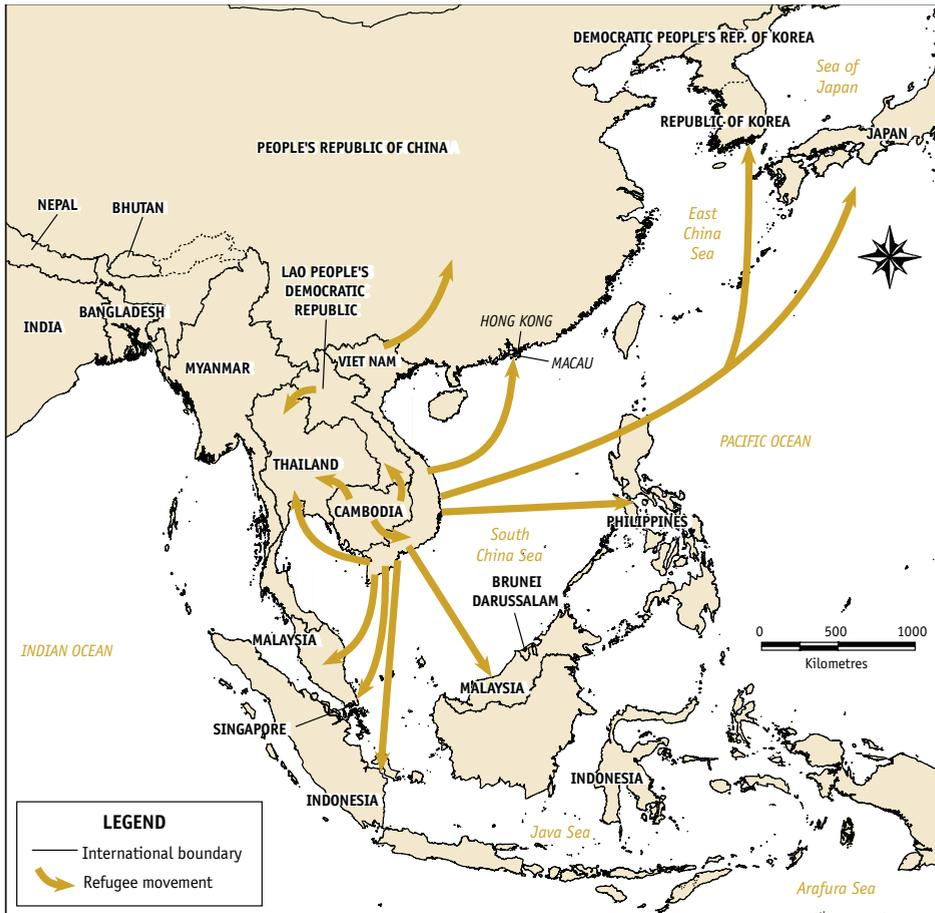 DEMOCRATIC PEOPLE'S REP. OF KOREA
Sea of
Japan
REPUBLIC OF KOREA
JAPAN
PEOPLE'S REPUBLIC OF CHINA
NEPAL
BHUTAN
East
China
Sea
LAO PEOPLE'S
DEMOCRATIC
REPUBLIC
BANGLADESH
INDIA
HONG KONG
MACAU
VIET NAM
MYANMAR
PACIFIC OCEAN
THAILAND
CAMBODIA
PHILIPPINES
South
China Sea
BRUNEI
DARUSSALAM
0 500 1000
Kilometres
INDIAN OCEAN
MALAYSIA
MALAYSIA
SINGAPORE
INDONESIA
INDONESIA
Java Sea
Arafura Sea
LEGEND
International boundary
Refugee movement